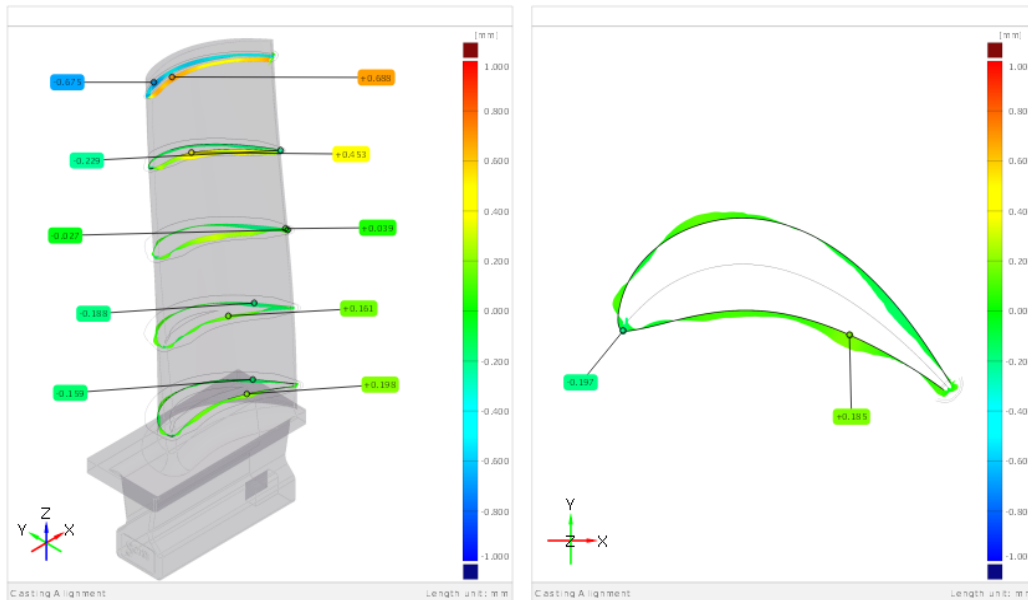 [mm]
1.000
0.800
0.600
0.400
0.200
0.000
-0.200
-0.400
-0.600
-0.800
-1.000
-0.675
+0.688
-0.229
+0.453
-0.027
+0.039
-0.188
+0.161
-0.159
+0.198
Z
Y
X
Casting Alignment
Length unit: mm
[mm]
1.000
0.800
0.600
0.400
0.200
0.000
-0.200
-0.400
-0.600
-0.800
-1.000
-0.197
+0.185
Y
Z
X
Casting Alignment
Length unit: mm